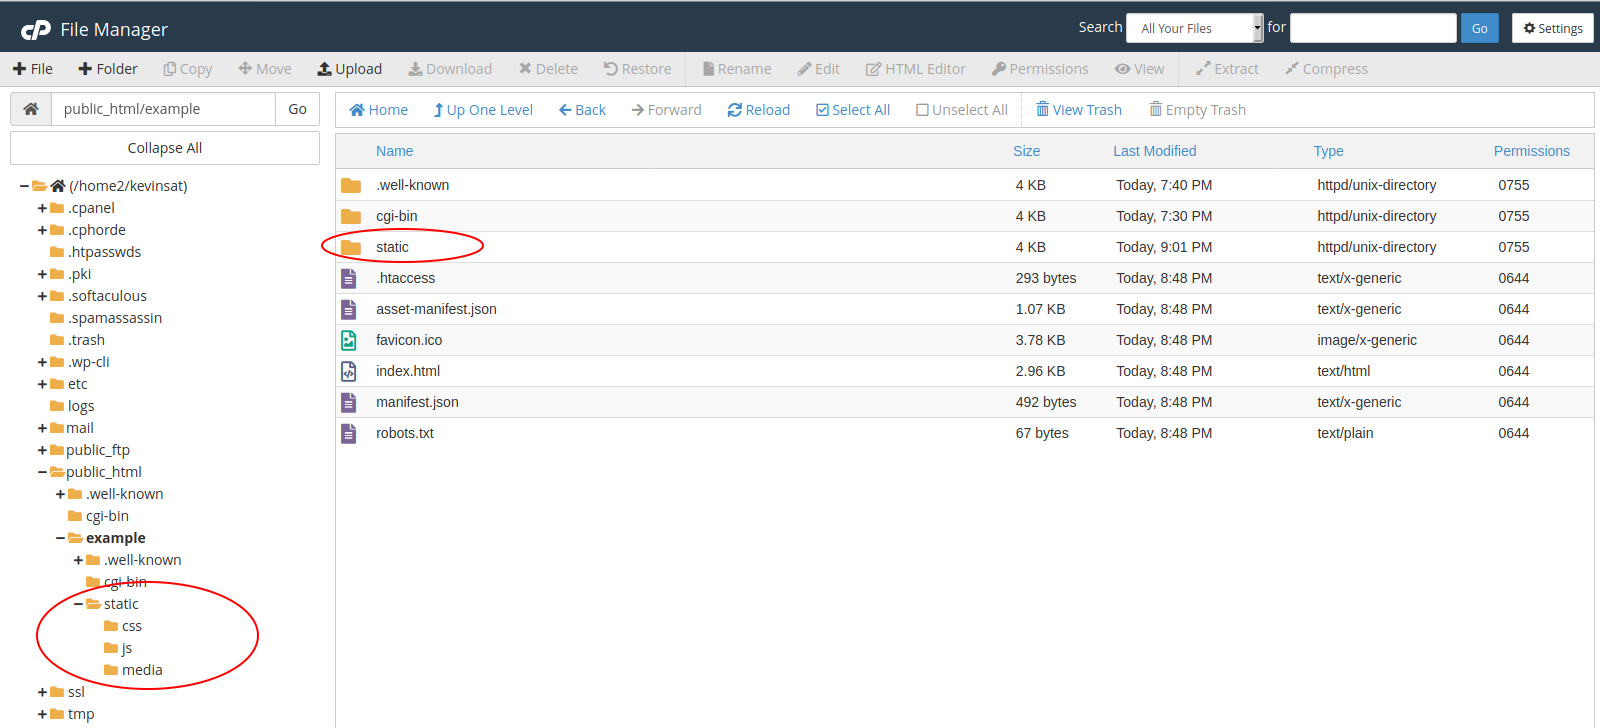 cP File Manager
Search All Your Files for Go Settings
File Folder Copy Move Upload Download Delete Restore Rename Edit HTML Editor Permissions View Extract Compress
public_html/example Go
Collapse All
(/home2/kevinsat)
.cpanel
.cphorde
.htpasswds
.pki
.softaculous
.spamassassin
.trash
.wp-cli
etc
logs
mail
public_ftp
public_html
.well-known
cgi-bin
example
.well-known
cgi-bin
static
css
js
media
ssl
tmp
Home Up One Level Back Forward Reload Select All Unselect All View Trash Empty Trash
Name Size Last Modified Type Permissions
.well-known 4 KB Today, 7:40 PM httpd/unix-directory 0755
cgi-bin 4 KB Today, 7:30 PM httpd/unix-directory 0755
static 4 KB Today, 9:01 PM httpd/unix-directory 0755
.htaccess 293 bytes Today, 8:48 PM text/x-generic 0644
asset-manifest.json 1.07 KB Today, 8:48 PM text/x-generic 0644
favicon.ico 3.78 KB Today, 8:48 PM image/x-generic 0644
index.html 2.96 KB Today, 8:48 PM text/html 0644
manifest.json 492 bytes Today, 8:48 PM text/x-generic 0644
robots.txt 67 bytes Today, 8:48 PM text/plain 0644